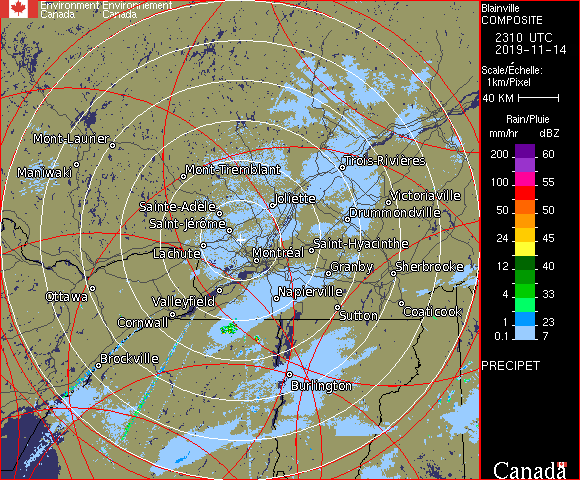 Environment Environnement
Canada Canada
Blainville
COMPOSITE
2310 UTC
2019-11-14
Scale/Échelle:
1km/Pixel
40 KM
Rain/Pluie
mm/hr dBZ
200 60
100 55
50 50
24 45
12 40
4 33
1 23
0.1 7
PRECIPET
Canada
Mont-Laurier
Maniwaki
Mont-Tremblant
Trois-Rivières
Sainte-Adèle
Joliette
Victoriaville
Saint-Jérôme
Drummondville
Lachute
Montréal
Saint-Hyacinthe
Granby
Sherbrooke
Ottawa
Valleyfield
Napierville
Cornwall
Sutton
Coaticook
Brockville
Burlington